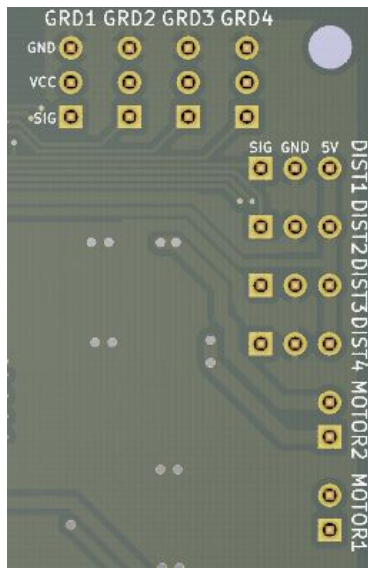 GRD1 GRD2 GRD3 GRD4
GND
VCC
SIG
SIG GND 5V
DIST1
DIST2
DIST3
DIST4
MOTOR2
MOTOR1